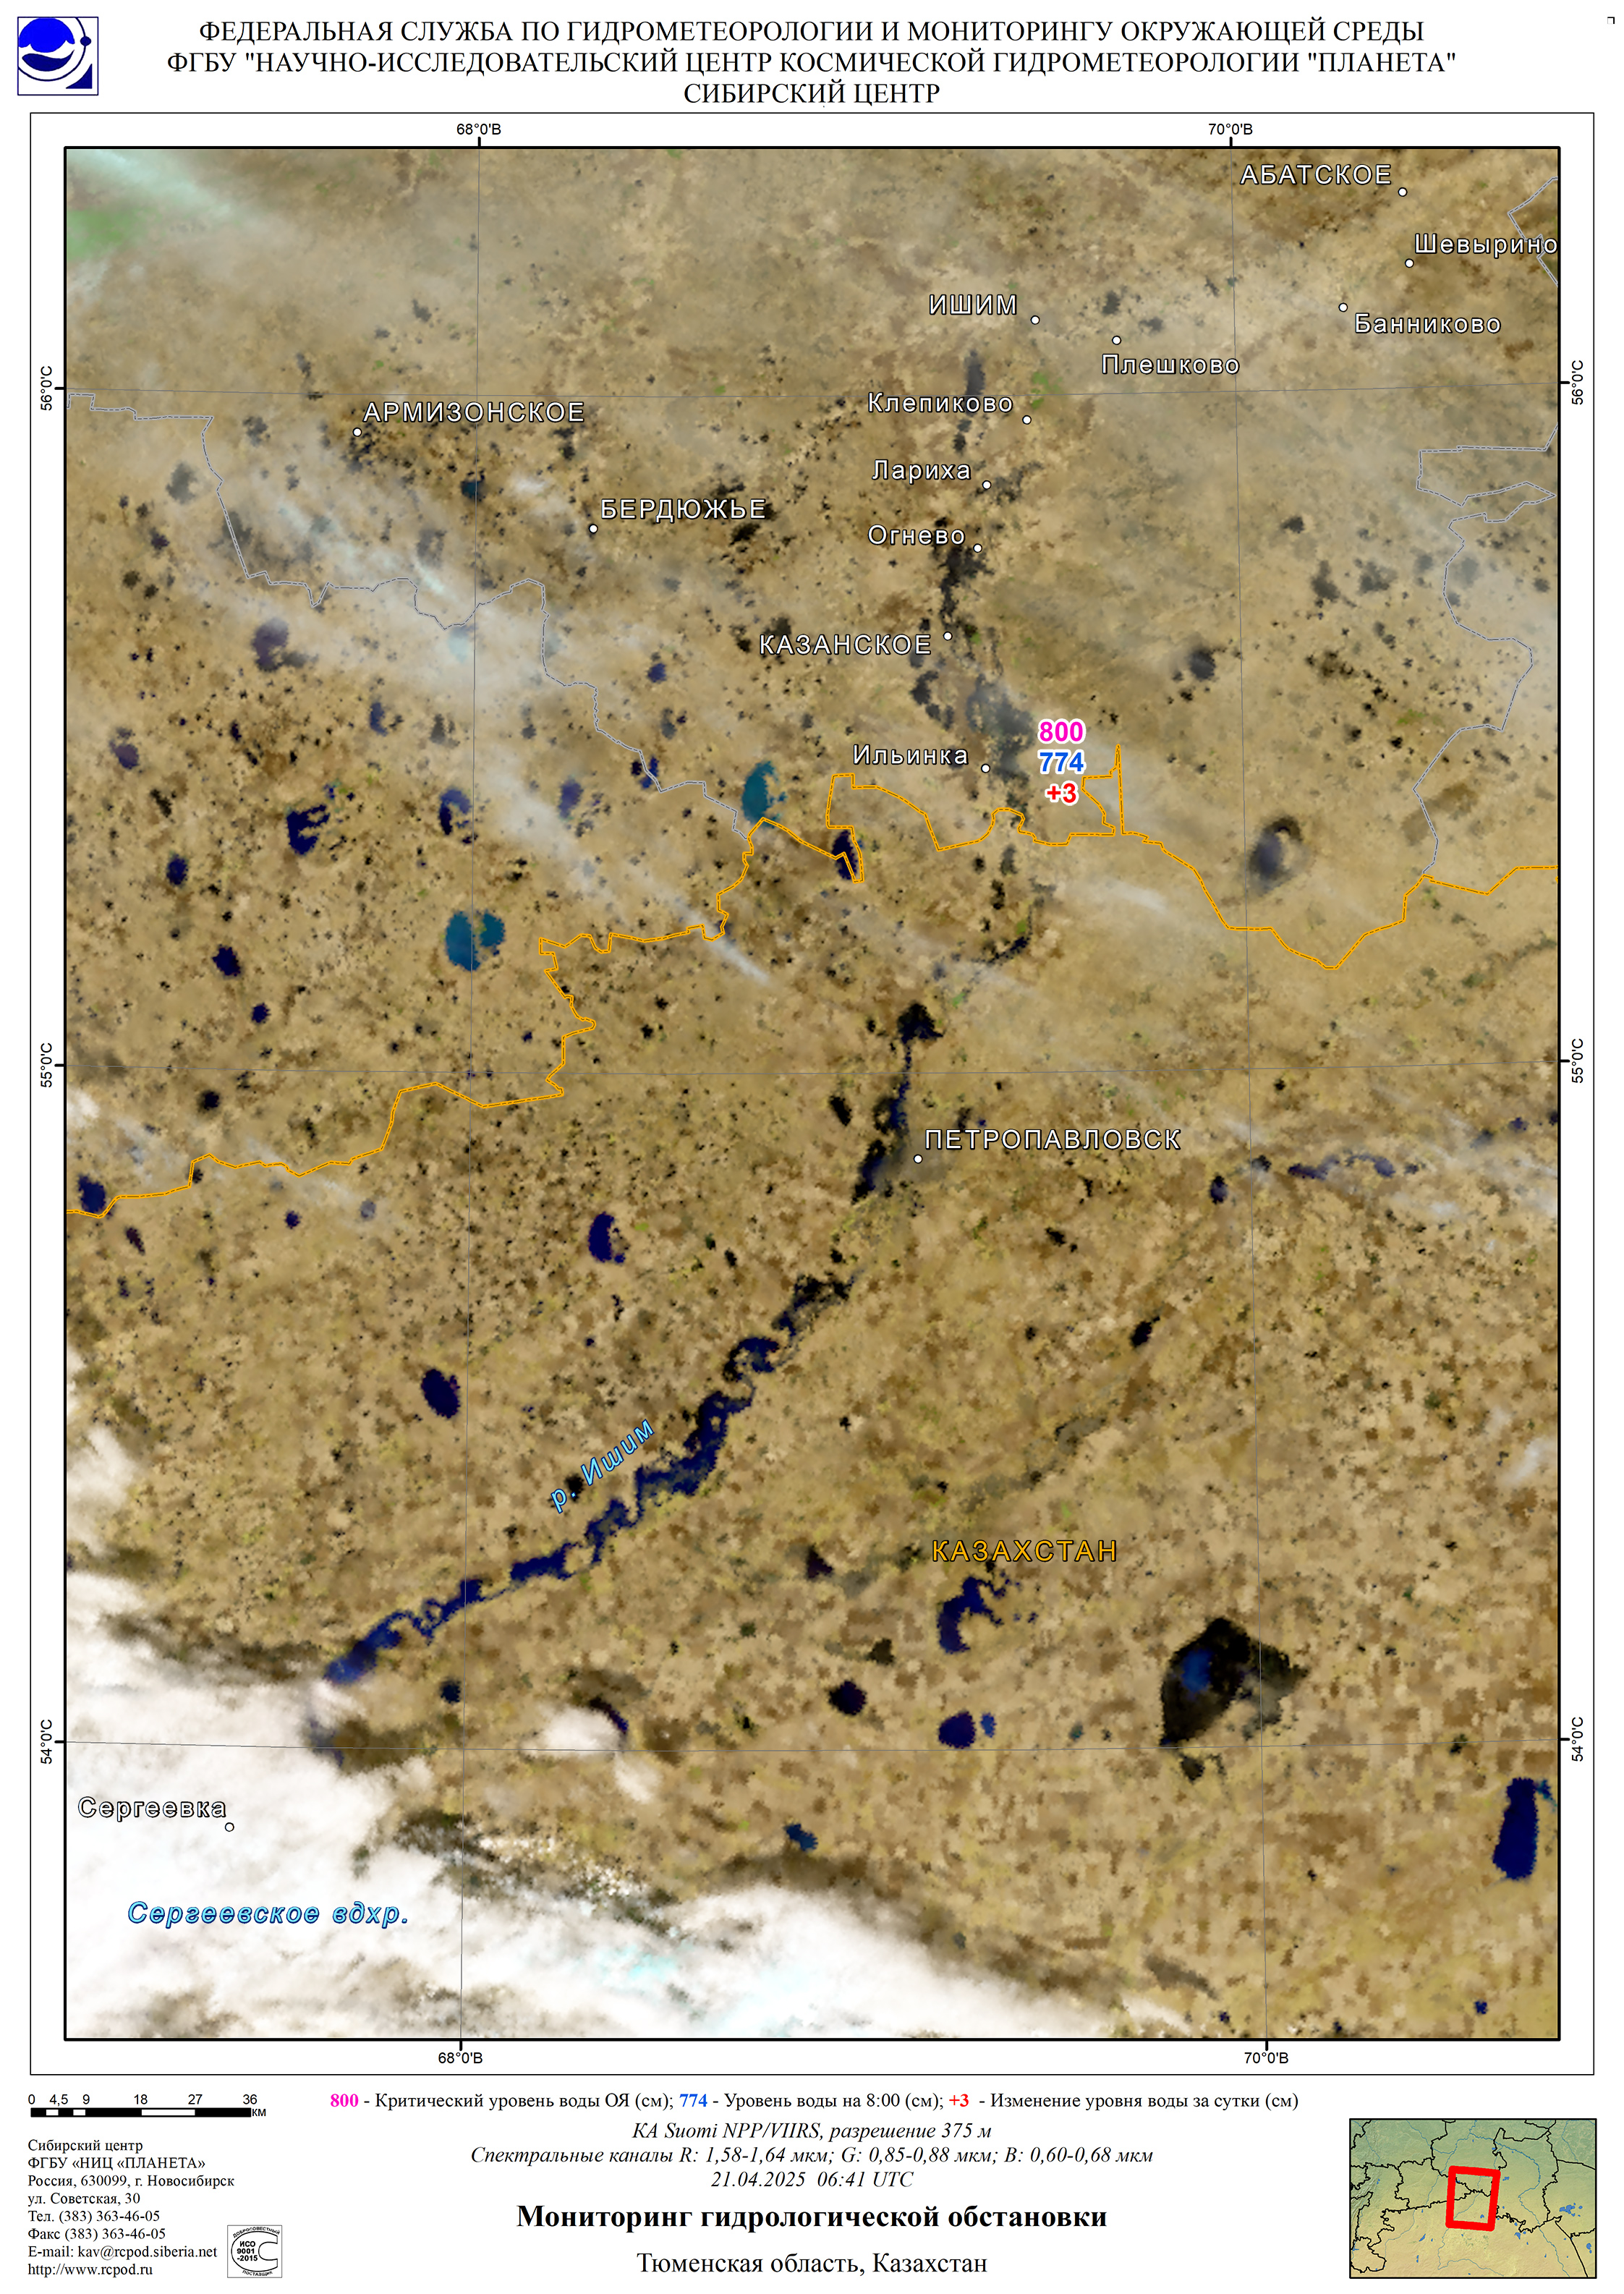 ФЕДЕРАЛЬНАЯ СЛУЖБА ПО ГИДРОМЕТЕОРОЛОГИИ И МОНИТОРИНГУ ОКРУЖАЮЩЕЙ СРЕДЫ
ФГБУ "НАУЧНО-ИССЛЕДОВАТЕЛЬСКИЙ ЦЕНТР КОСМИЧЕСКОЙ ГИДРОМЕТЕОРОЛОГИИ "ПЛАНЕТА"
СИБИРСКИЙ ЦЕНТР
68°0'В
70°0'В
АБАТСКОЕ
Шевырино
ИШИМ
Банниково
Плешково
56°0'С
56°0'С
Клепиково
АРМИЗОНСКОЕ
Лариха
БЕРДЮЖЬЕ
Огнево
КАЗАНСКОЕ
800
Ильинка
774
+3
55°0'С
55°0'С
ПЕТРОПАВЛОВСК
р. Ишим
КАЗАХСТАН
54°0'С
54°0'С
Сергеевка
Сергеевское вдхр.
68°0'В
70°0'В
0 4,5 9 18 27 36
км
800 - Критический уровень воды ОЯ (см); 774 - Уровень воды на 8:00 (см); +3 - Изменение уровня воды за сутки (см)
КА Suomi NPP/VIIRS, разрешение 375 м
Спектральные каналы R: 1,58-1,64 мкм; G: 0,85-0,88 мкм; B: 0,60-0,68 мкм
21.04.2025 06:41 UTC
Мониторинг гидрологической обстановки
Тюменская область, Казахстан
Сибирский центр
ФГБУ «НИЦ «ПЛАНЕТА»
Россия, 630099, г. Новосибирск
ул. Советская, 30
Тел. (383) 363-46-05
Факс (383) 363-46-05
E-mail: kav@rcpod.siberia.net
http://www.rcpod.ru
ДОБРОСОВЕСТНЫЙ
ИСО
9001
-2015
ПОСТАВЩИК